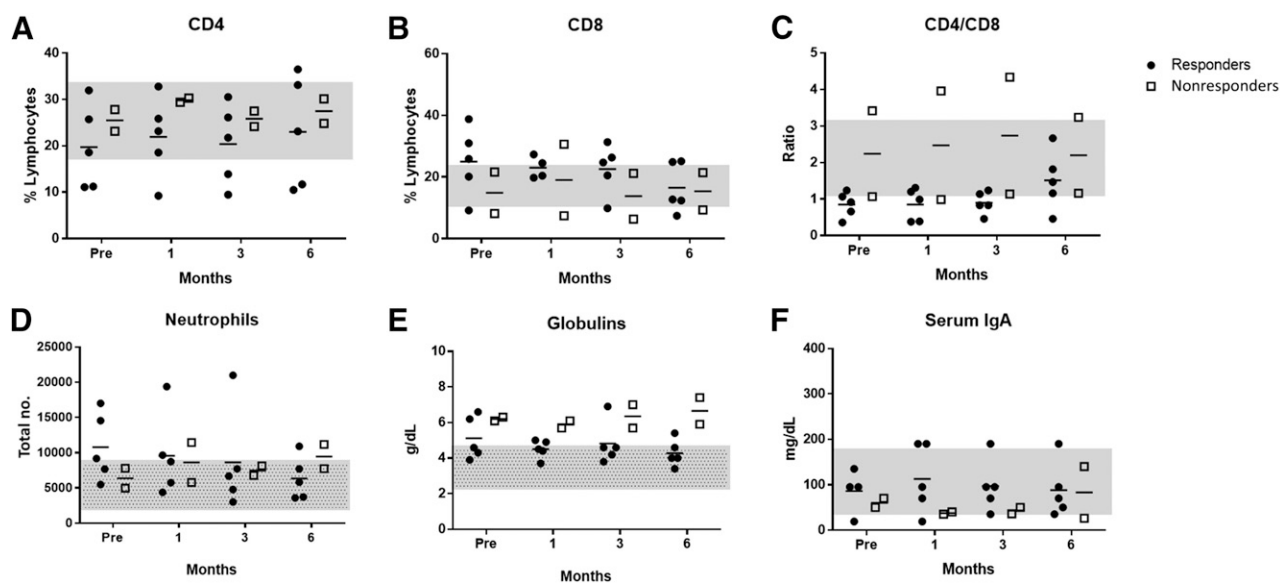 A
CD4
% Lymphocytes
40
30
20
10
0
Pre
1
3
6
Months
B
CD8
% Lymphocytes
60
40
20
0
Pre
1
3
6
Months
C
CD4/CD8
Ratio
5
4
3
2
1
0
Pre
1
3
6
Months
Responders
Nonresponders
D
Neutrophils
Total no.
25000
20000
15000
10000
5000
0
Pre
1
3
6
Months
E
Globulins
g/dL
10
8
6
4
2
0
Pre
1
3
6
Months
F
Serum IgA
mg/dL
400
300
200
100
0
Pre
1
3
6
Months